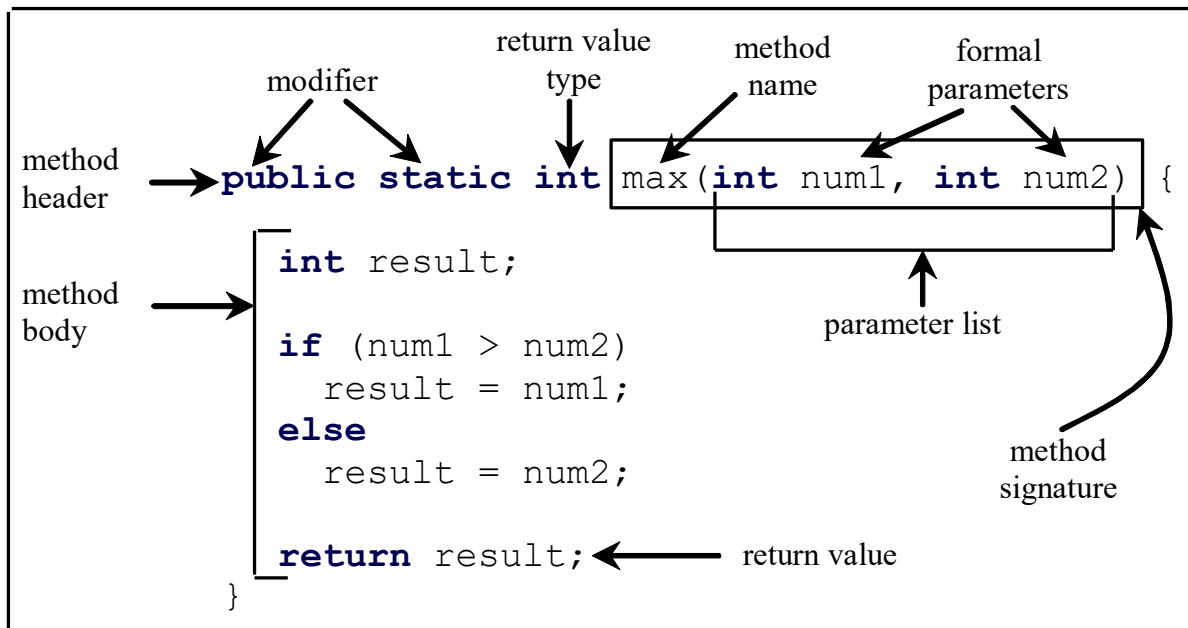 return value
type
method
name
formal
parameters
modifier
method
header
public static int max(int num1, int num2) {
int result;
method
body
parameter list
if (num1 > num2)
result = num1;
else
result = num2;
method
signature
return result;
return value
}